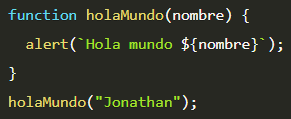 function holaMundo(nombre) {
  alert(`Hola mundo ${nombre}`);
}
holaMundo("Jonathan");